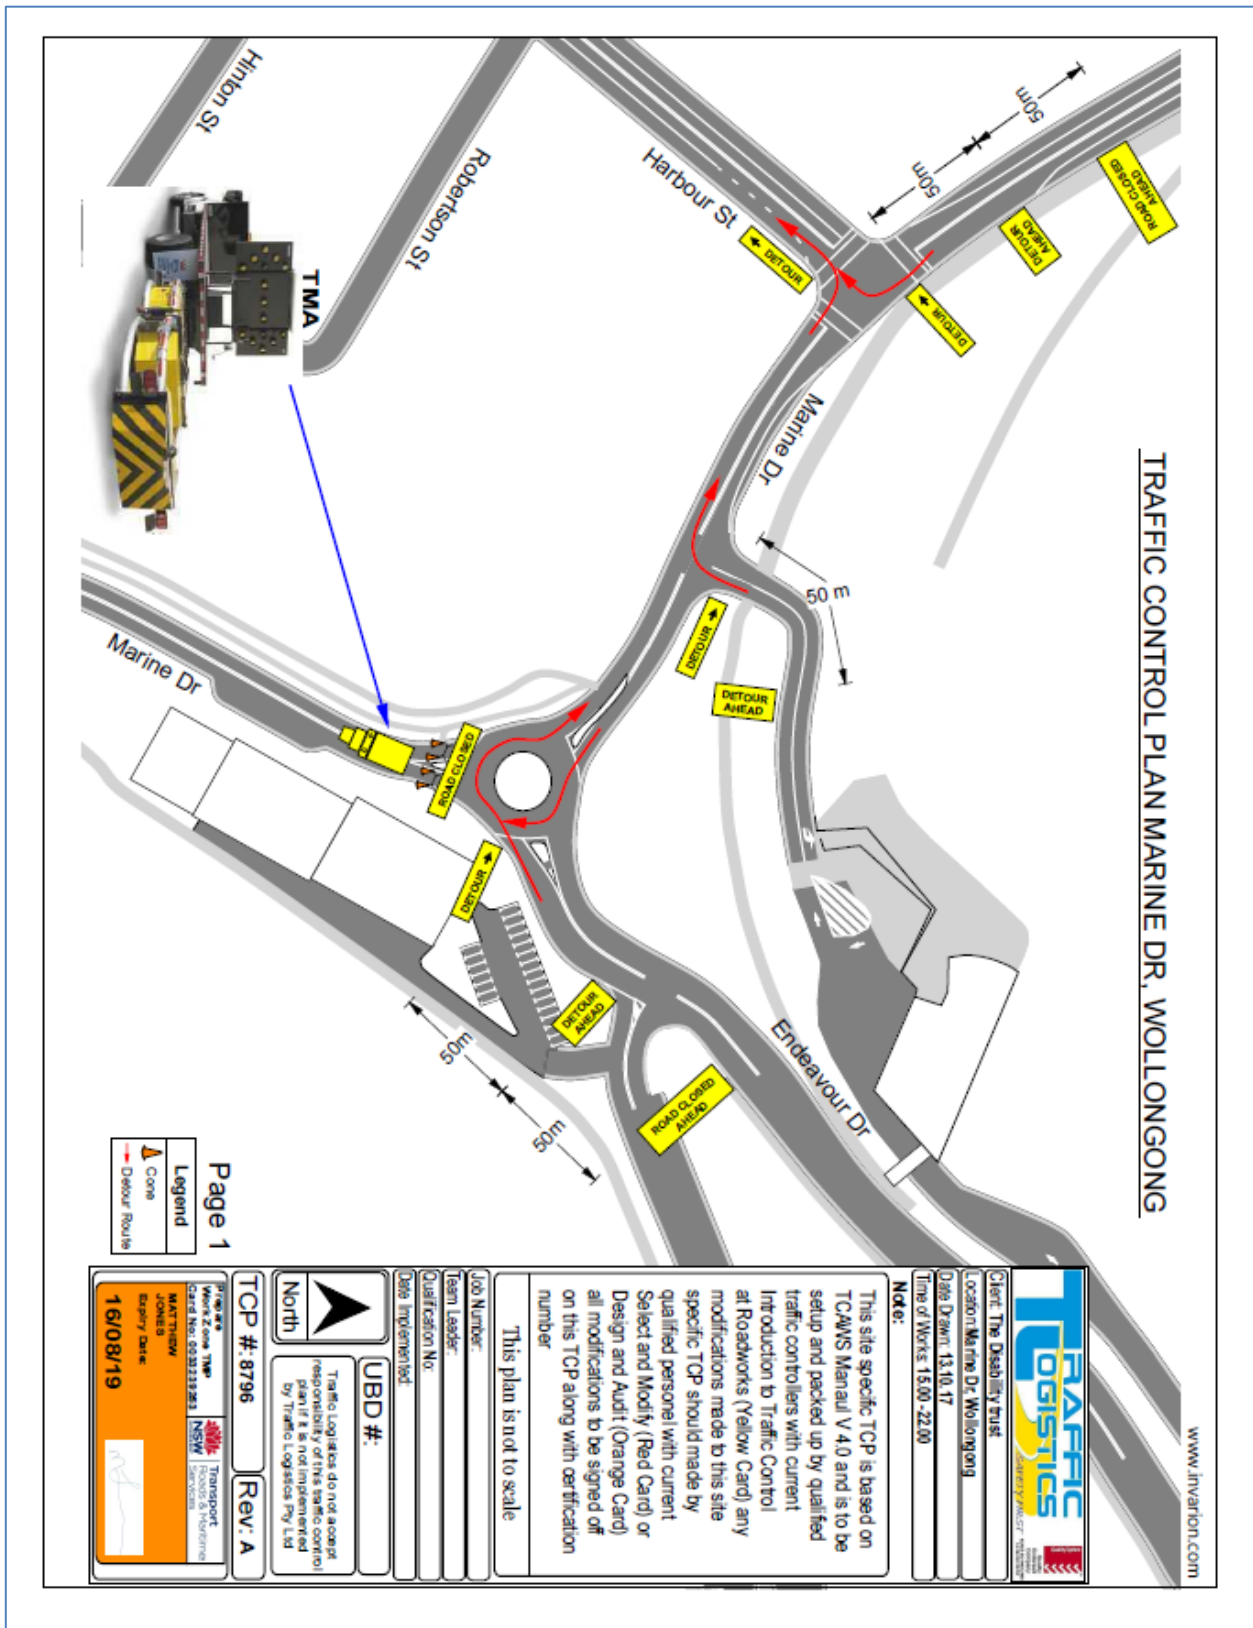 TRAFFIC CONTROL PLAN MARINE DR, WOLLONGONG
www.invarion.com
Hinton St
Robertson St
Harbour St
Marine Dr
Marine Dr
Endeavour Dr
TMA
50m
50m
50 m
50m
50m
ROAD CLOSED
AHEAD
DETOUR
AHEAD
DETOUR
DETOUR
DETOUR
DETOUR
AHEAD
ROAD CLOSED
DETOUR
DETOUR
AHEAD
ROAD CLOSED
AHEAD
Page 1
Legend
Cone
Detour Route
TRAFFIC
LOGISTICS
Client: The Disability trust
Location:Marine Dr, Wollongong
Date Drawn: 13.10.17
Time of Works: 15.00 -22.00
Note:
This site specific TCP is based on
TCAWS Manaul V 4.0 and is to be
setup and packed up by qualified
traffic controllers with current
Introduction to Traffic Control
at Roadworks (Yellow Card) any
modifications made to this site
specific TCP should made by
qualified personel with current
Select and Modify (Red Card) or
Design and Audit (Orange Card)
all modifications to be signed off
on this TCP along with certification
number
This plan is not to scale
Job Number:
Team Leader:
Qualification No:
Date Implemented:
North
UBD #:
Traffic Logistics do not accept
responsibility of this traffic control
plan if it is not implemented
by Traffic Logistics Pty Ltd
TCP #: 8796
Rev: A
Prepare
Work Zone TMP
Card No: 0033239253
NSW
Transport
Roads & Maritime
Services
MATTHEW
JONES
Expiry Date:
16/08/19